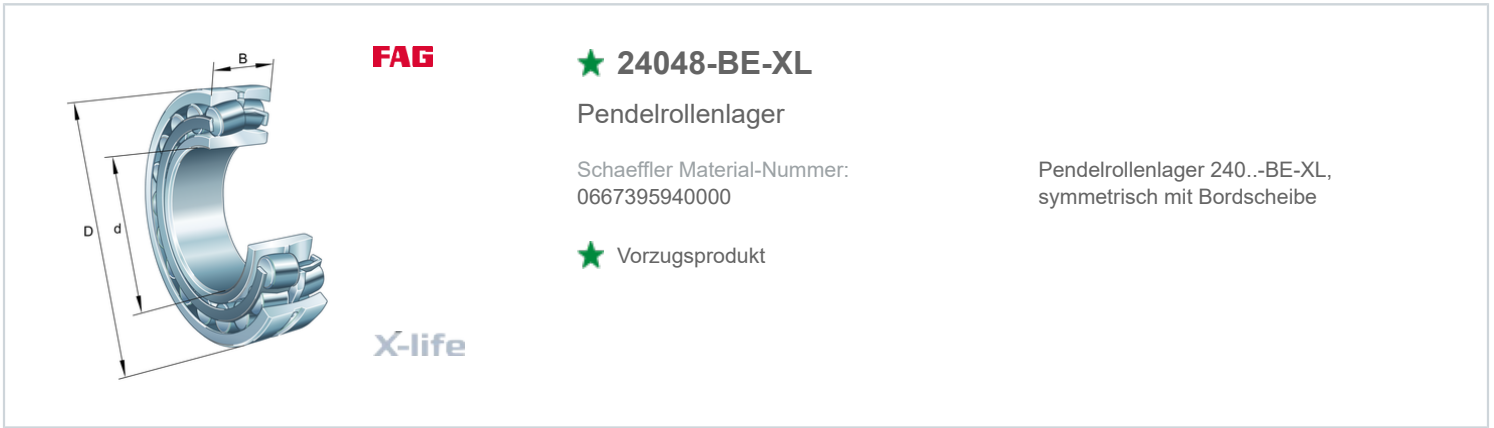 B
D
d
FAG
X-life
24048-BE-XL
Pendelrollenlager
Schaeffler Material-Nummer:
0667395940000
Vorzugsprodukt
Pendelrollenlager 240..-BE-XL,
symmetrisch mit Bordscheibe